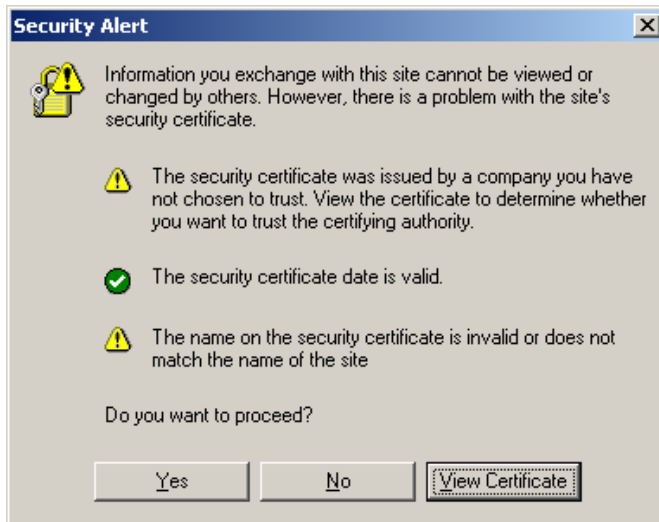 Security Alert
Information you exchange with this site cannot be viewed or
changed by others. However, there is a problem with the site's
security certificate.
The security certificate was issued by a company you have
not chosen to trust. View the certificate to determine whether
you want to trust the certifying authority.
The security certificate date is valid.
The name on the security certificate is invalid or does not
match the name of the site
Do you want to proceed?
Yes No View Certificate